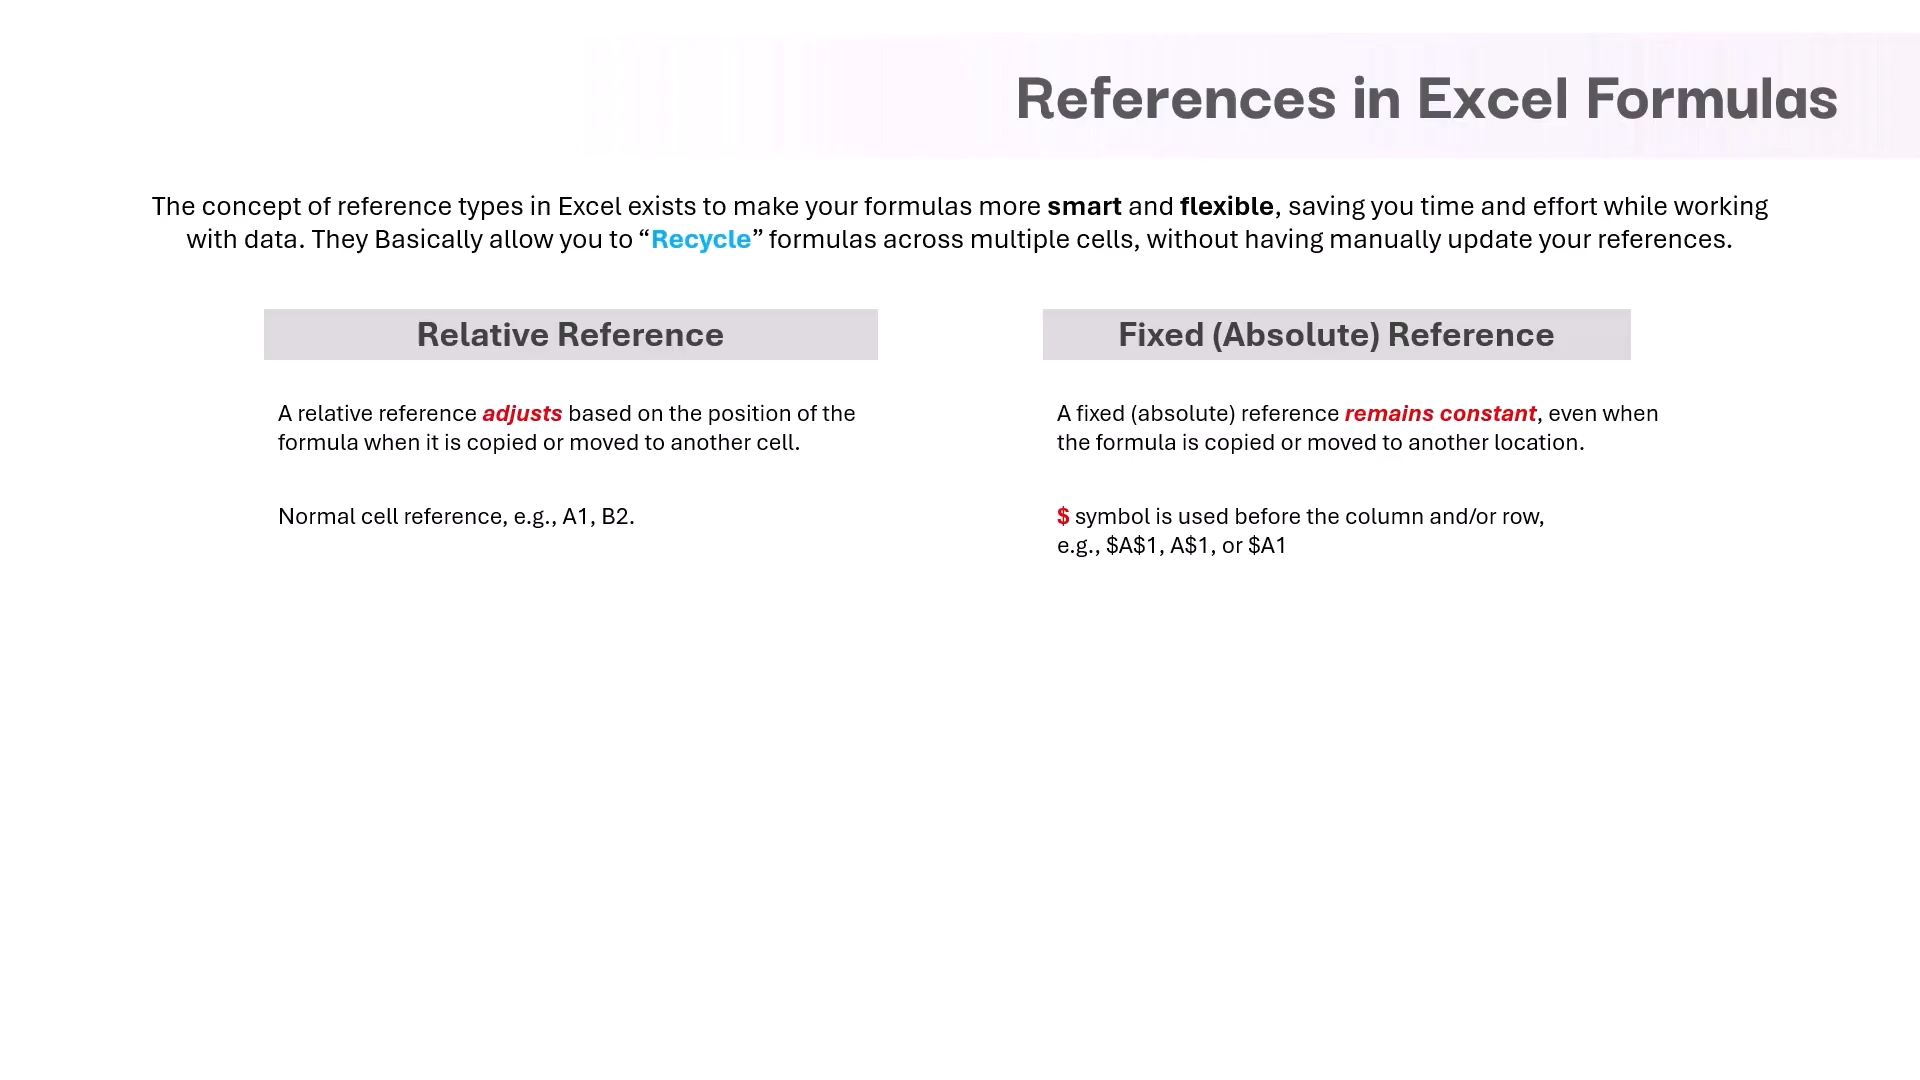 References in Excel Formulas
The concept of reference types in Excel exists to make your formulas more smart and flexible, saving you time and effort while working
with data. They Basically allow you to “Recycle” formulas across multiple cells, without having manually update your references.
Relative Reference
A relative reference adjusts based on the position of the
formula when it is copied or moved to another cell.
Normal cell reference, e.g., A1, B2.
Fixed (Absolute) Reference
A fixed (absolute) reference remains constant, even when
the formula is copied or moved to another location.
$ symbol is used before the column and/or row,
e.g., $A$1, A$1, or $A1